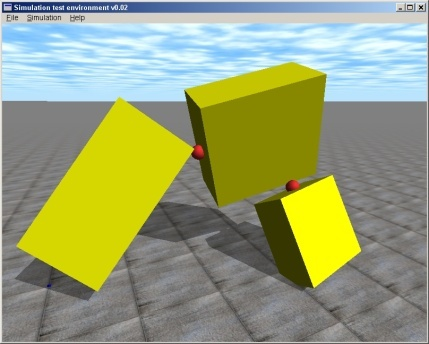 Simulation test environment v0.02
File Simulation Help